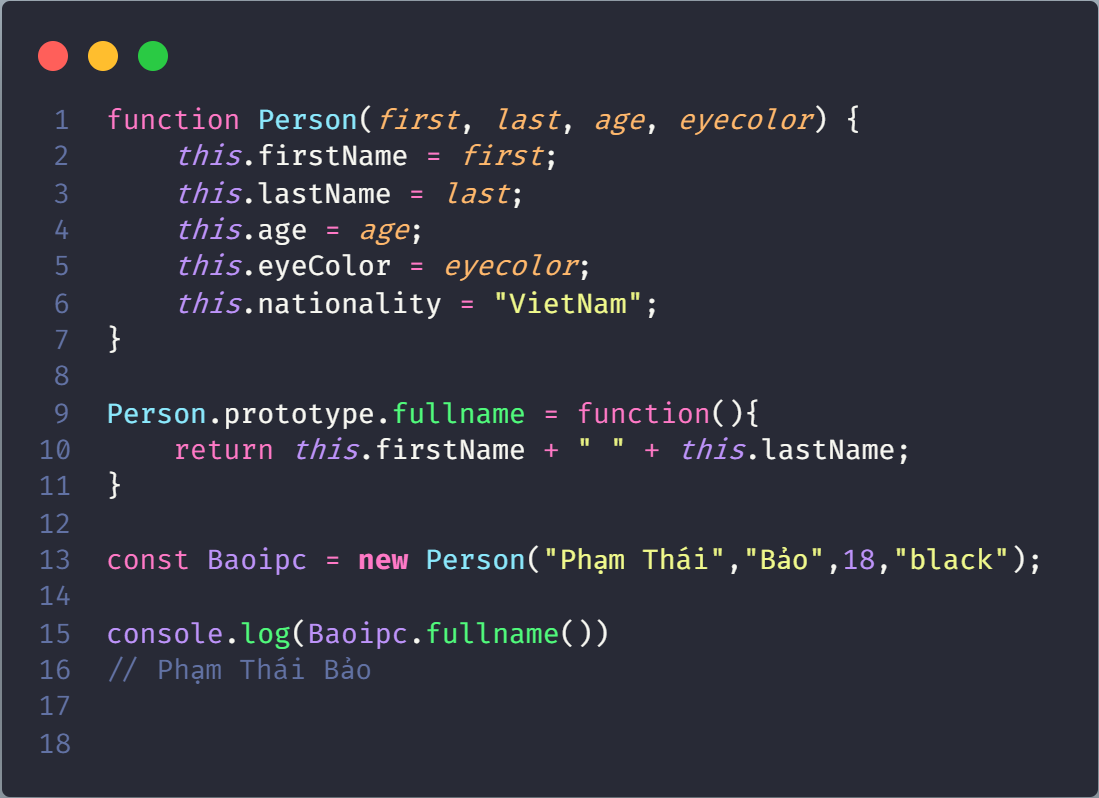 1 function Person(first, last, age, eyecolor) {
2     this.firstName = first;
3     this.lastName = last;
4     this.age = age;
5     this.eyeColor = eyecolor;
6     this.nationality = "VietNam";
7 }
8
9 Person.prototype.fullname = function(){
10     return this.firstName + " " + this.lastName;
11 }
12
13 const Baoipc = new Person("Phạm Thái","Bảo",18,"black");
14
15 console.log(Baoipc.fullname())
16 // Phạm Thái Bảo
17
18